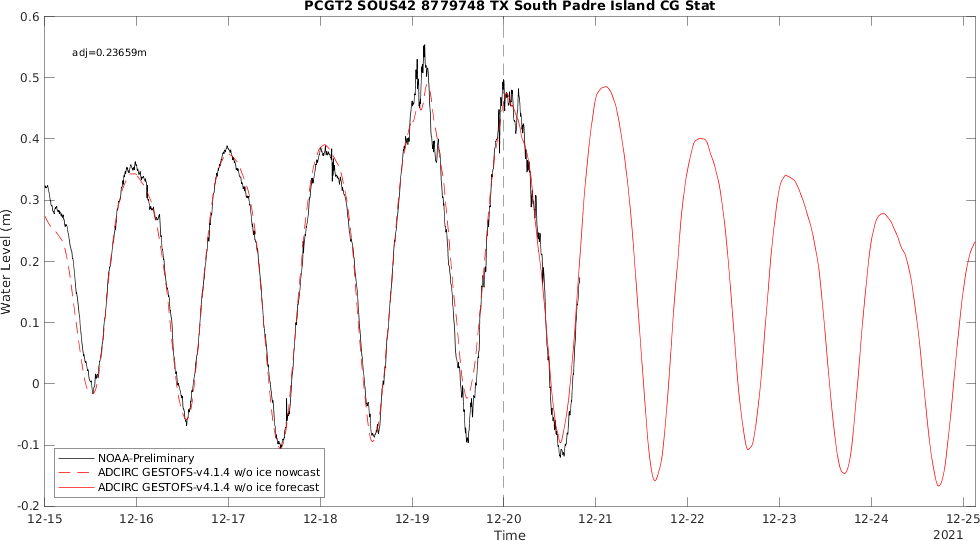 PCGT2 SOUS42 8779748 TX South Padre Island CG Stat
adj=0.23659m
0.6
0.5
0.4
0.3
0.2
0.1
0
-0.1
-0.2
Water Level (m)
NOAA-Preliminary
ADCIRC GESTOFS-v4.1.4 w/o ice nowcast
ADCIRC GESTOFS-v4.1.4 w/o ice forecast
12-15 12-16 12-17 12-18 12-19 12-20 12-21 12-22 12-23 12-24 12-25
Time
2021